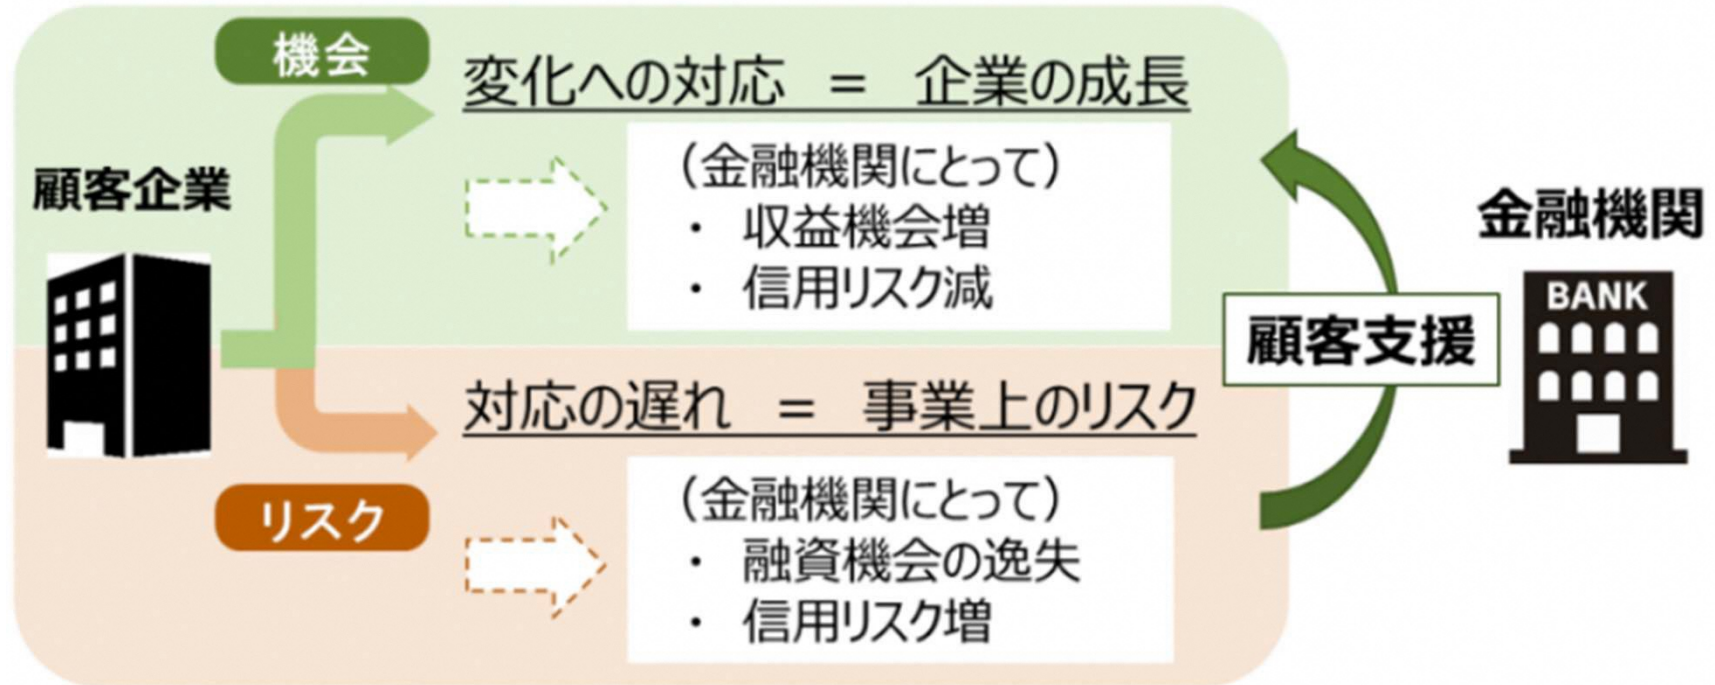 機会
変化への対応 = 企業の成長
顧客企業
(金融機関にとって)
・ 収益機会増
・ 信用リスク減
金融機関
BANK
顧客支援
対応の遅れ = 事業上のリスク
リスク
(金融機関にとって)
・ 融資機会の逸失
・ 信用リスク増